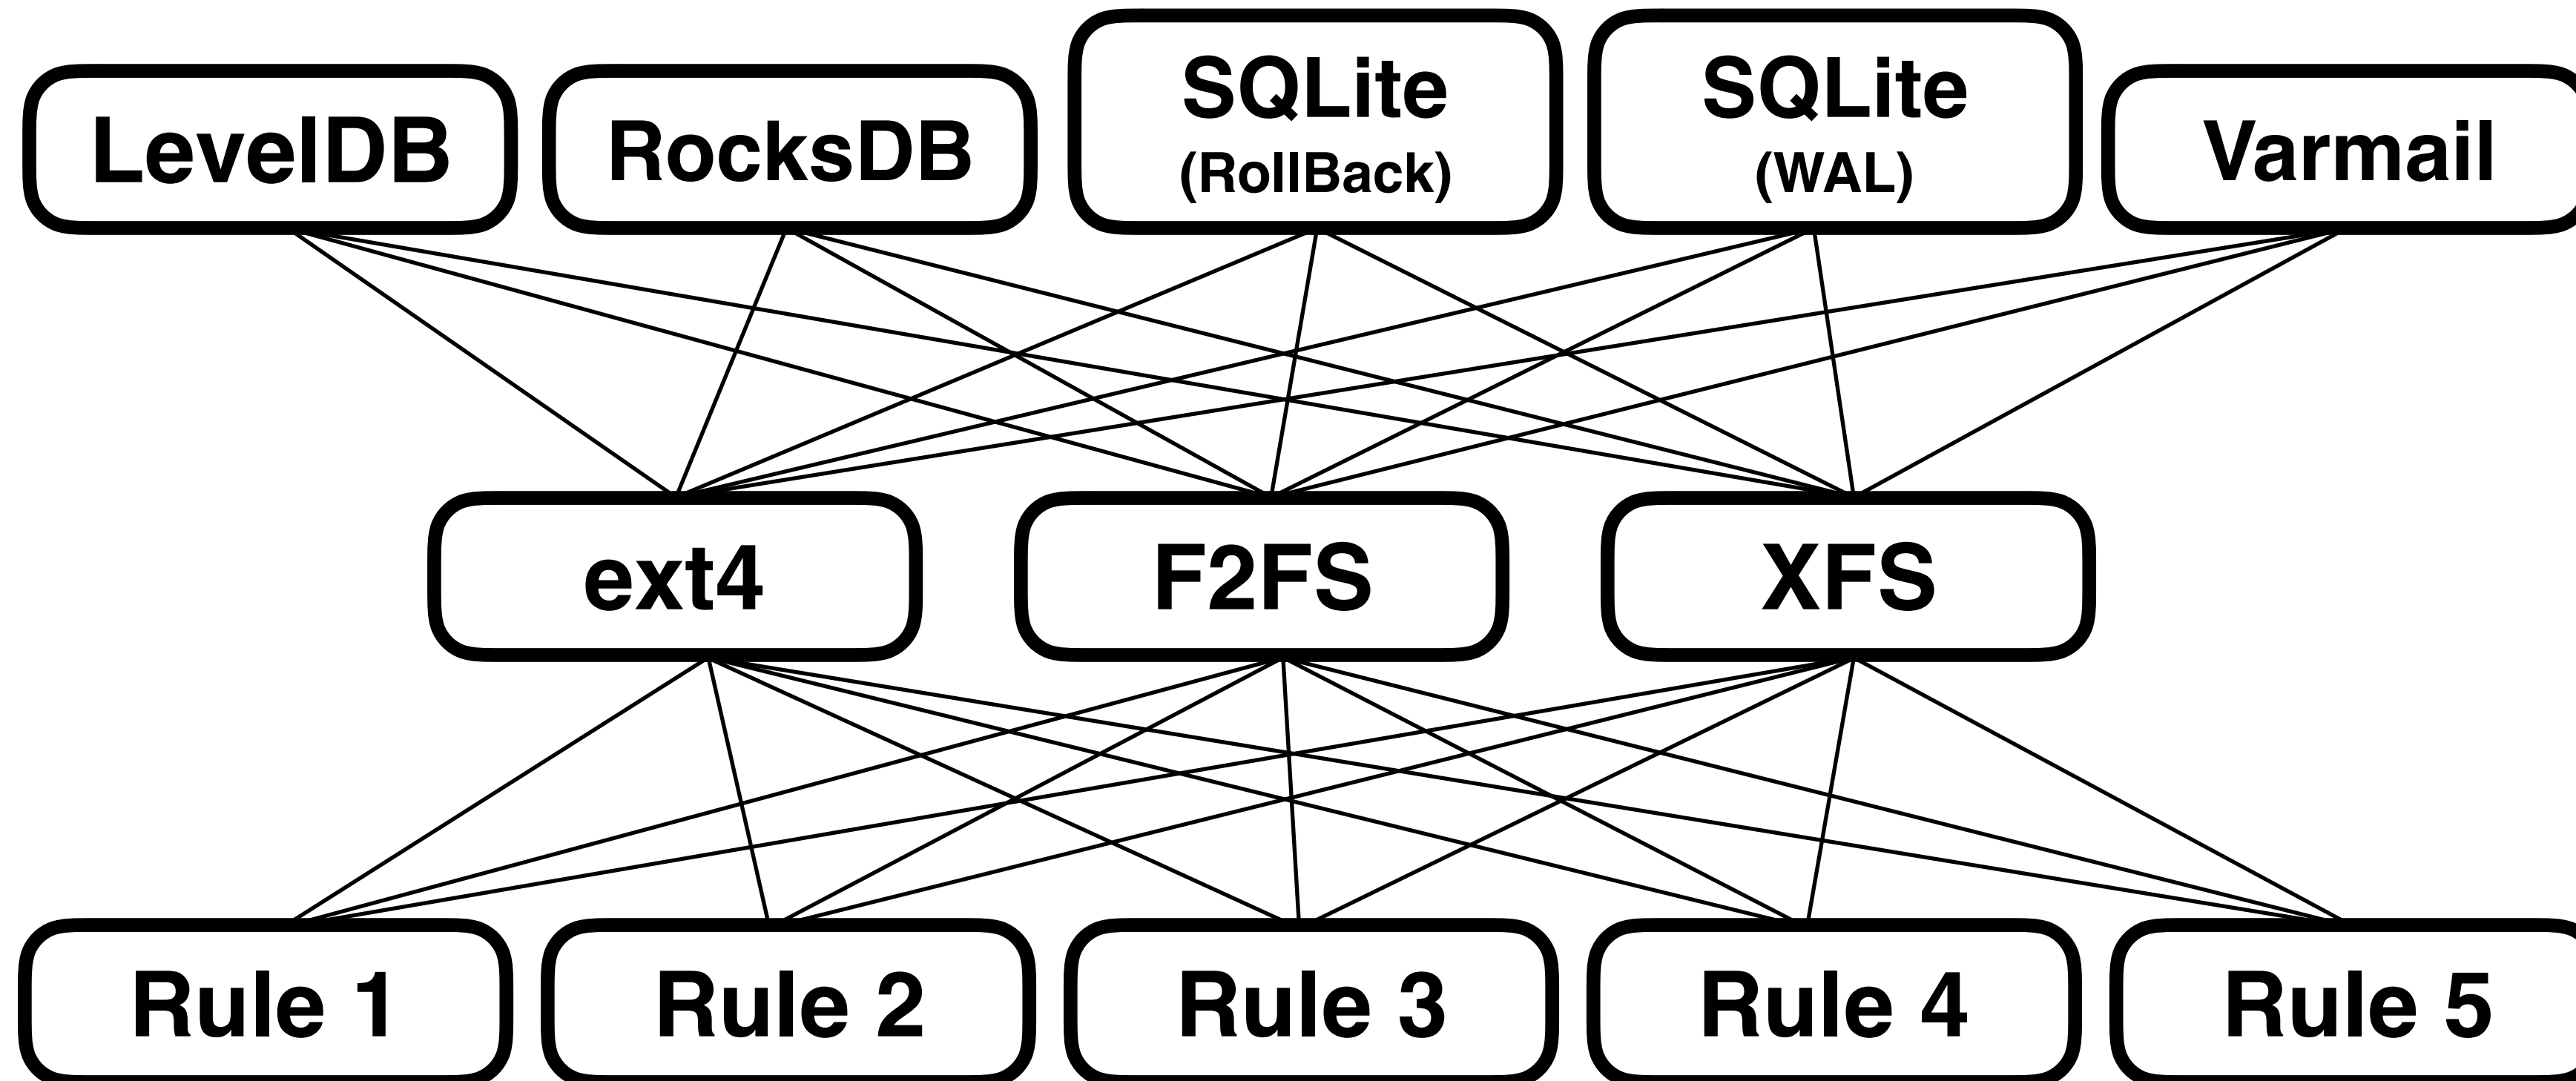 LevelDB
RocksDB
SQLite
(RollBack)
SQLite
(WAL)
Varmail
ext4
F2FS
XFS
Rule 1
Rule 2
Rule 3
Rule 4
Rule 5